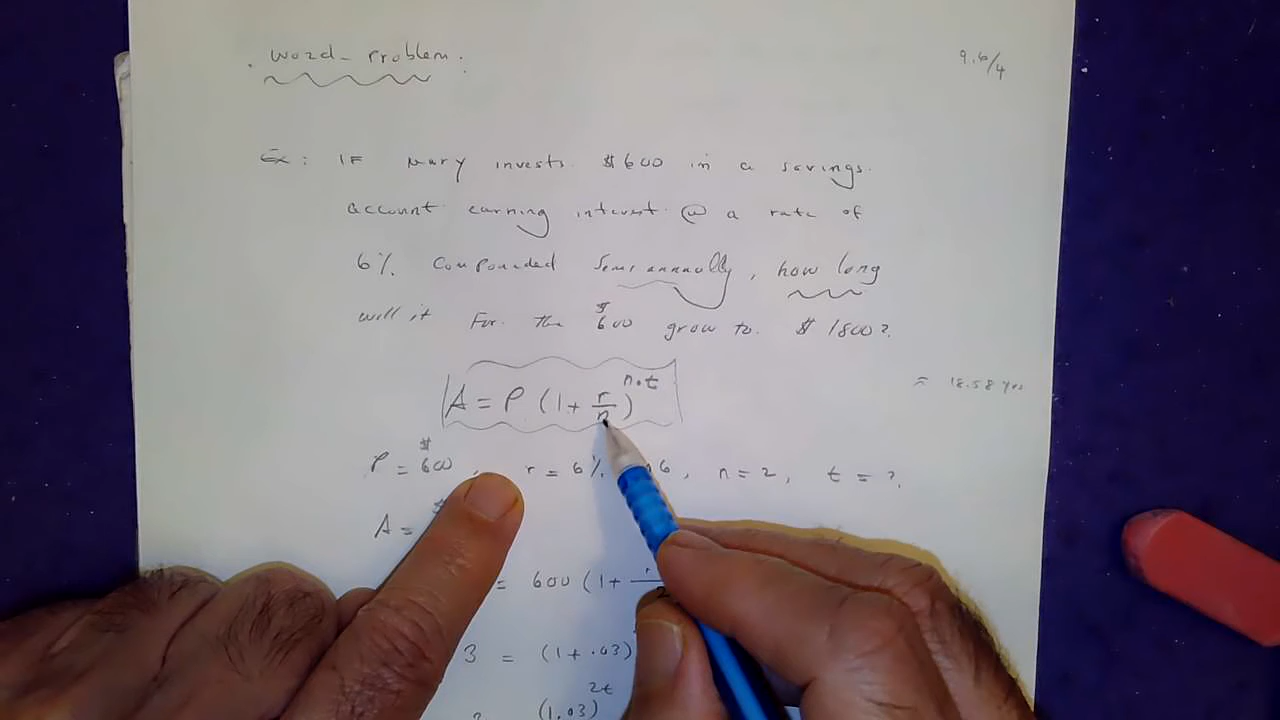 . Word - Problem .
9.6/4
Ex : IF Mary invests $600 in a savings
account earning interest @ a rate of
6% compounded semi annually , how long
will it for the $600 grow to $1800?
A = P (1 + r/n)^n.t
≈ 18.58 yrs
P = $600 r = 6% 6 , n = 2 , t = ?
A =
= 600 (1 +
3 = (1 + .03)
(1.03)^2t